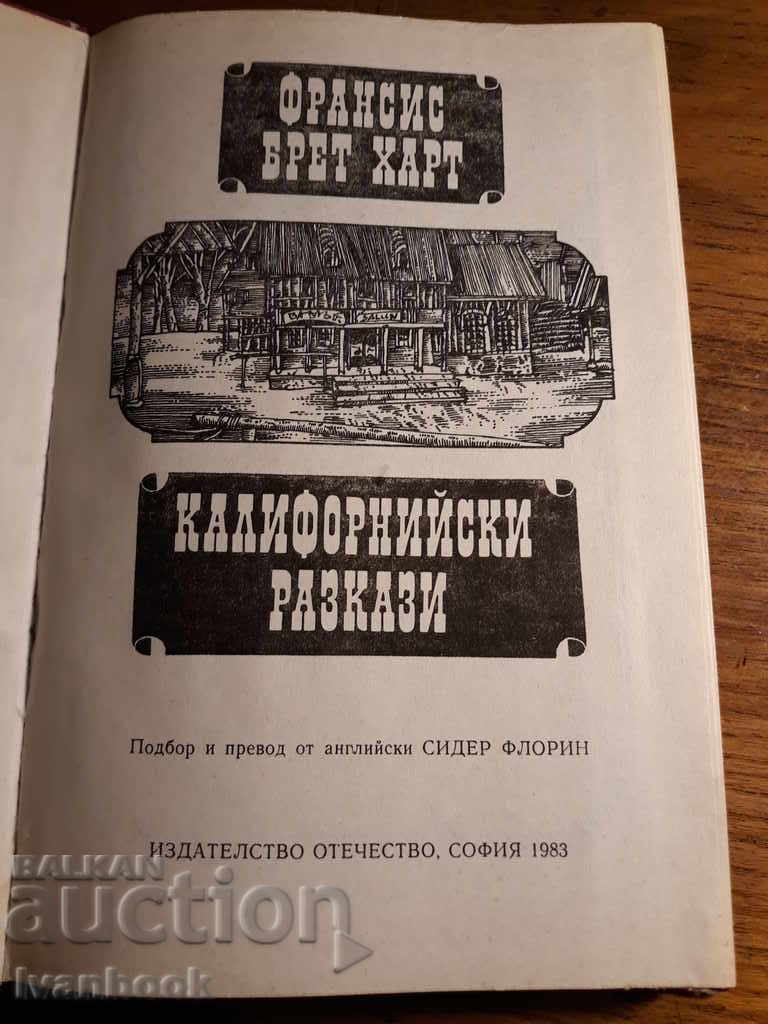 ФРАНСИС
БРЕТ ХАРТ
КАЛИФОРНИЙСКИ
РАЗКАЗИ
Подбор и превод от английски СИДЕР ФЛОРИН
ИЗДАТЕЛСТВО ОТЕЧЕСТВО, СОФИЯ 1983
BALKAN
auction
Ivanbook